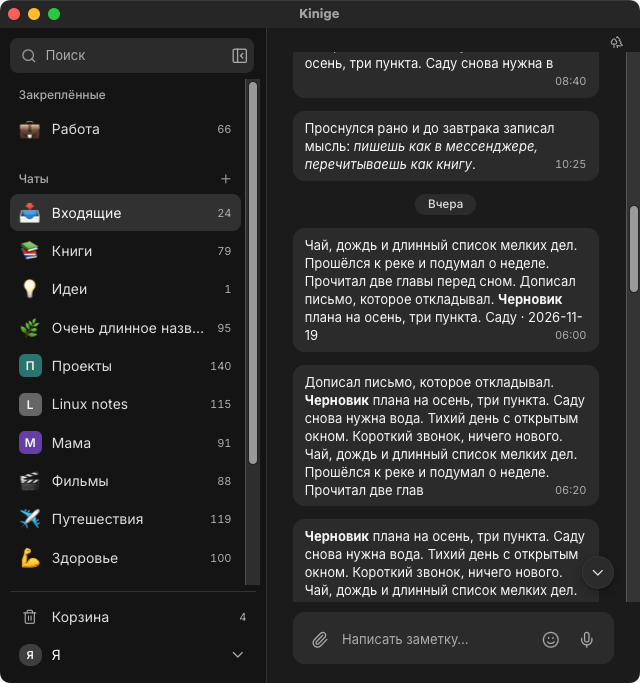 Kinige
Поиск
Закреплённые
Работа 66
Чаты
Входящие 24
Книги 79
Идеи 1
Очень длинное назв... 95
П Проекты 140
L Linux notes 115
М Мама 91
Фильмы 88
Путешествия 119
Здоровье 100
Корзина 4
Я Я
осень, три пункта. Саду снова нужна в
08:40
Проснулся рано и до завтрака записал
мысль: пишешь как в мессенджере,
перечитываешь как книгу. 10:25
Вчера
Чай, дождь и длинный список мелких дел.
Прошёлся к реке и подумал о неделе.
Прочитал две главы перед сном. Дописал
письмо, которое откладывал. Черновик
плана на осень, три пункта. Саду · 2026-11-
19 06:00
Дописал письмо, которое откладывал.
Черновик плана на осень, три пункта. Саду
снова нужна вода. Тихий день с открытым
окном. Короткий звонок, ничего нового.
Чай, дождь и длинный список мелких дел.
Прошёлся к реке и подумал о неделе.
Прочитал две глав 06:20
Черновик плана на осень, три пункта. Саду
снова нужна вода. Тихий день с открытым
окном. Короткий звонок, ничего нового.
Чай, дождь и длинный список мелких дел.
Написать заметку...